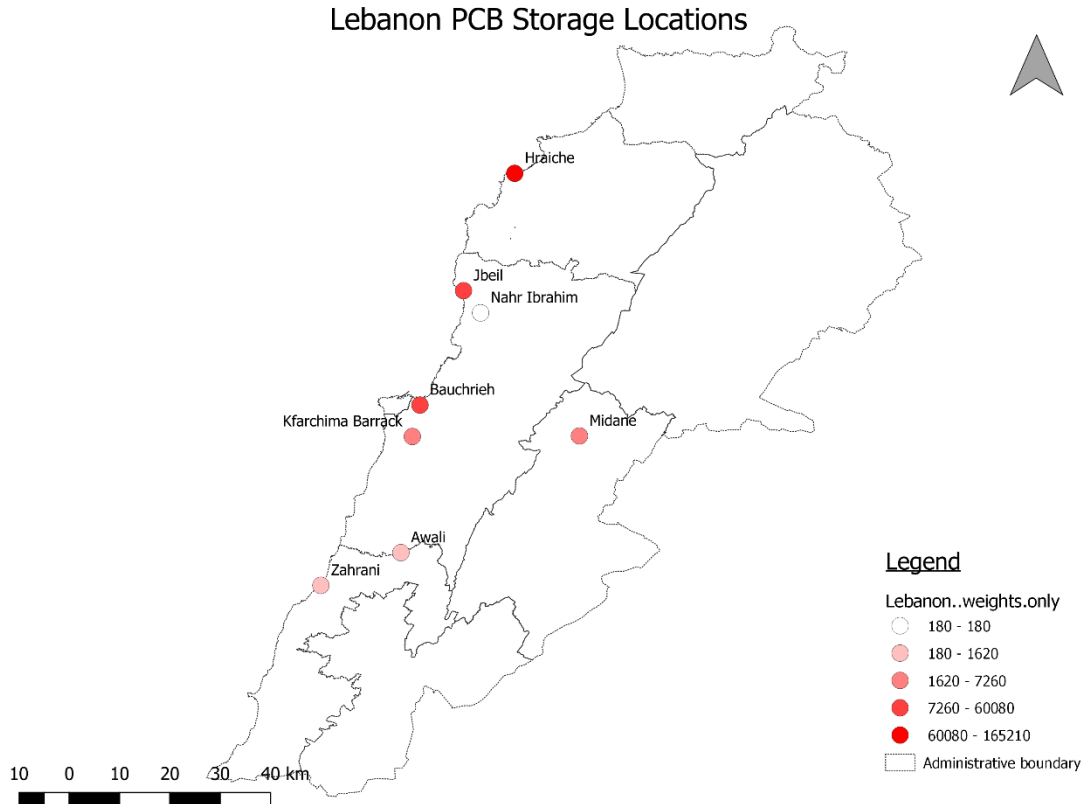 Lebanon PCB Storage Locations
Hraiche
Jbeil
Nahr Ibrahim
Bauchrieh
Kfarchima Barrack
Midane
Awali
Zahrani
Legend
Lebanon..weights.only
180 - 180
180 - 1620
1620 - 7260
7260 - 60080
60080 - 165210
Administrative boundary
10 0 10 20 30 40 km